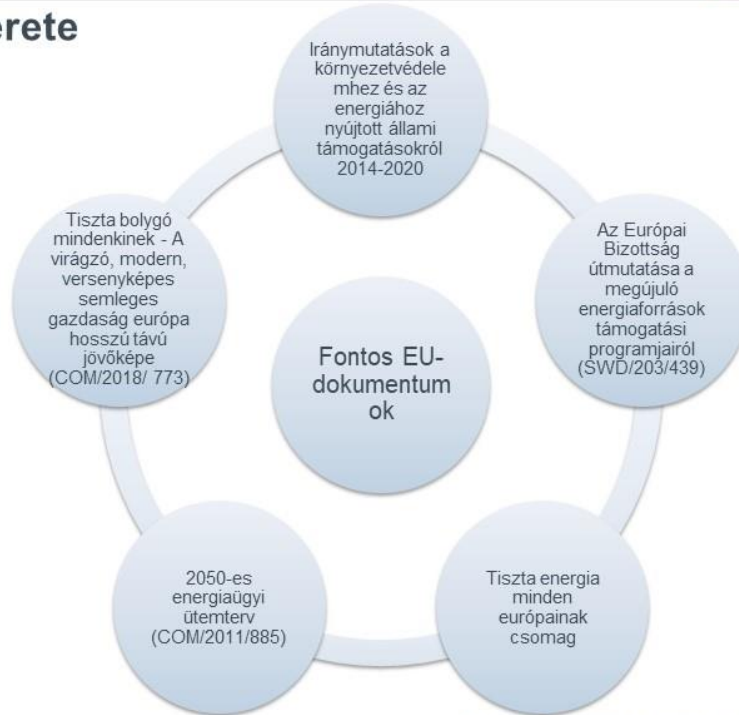 erete
Iránymutatások a
környezetvédele
mhez és az
energiához
nyújtott állami
támogatásokról
2014-2020
Az Európai
Bizottság
útmutatása a
megújuló
energiaforrások
támogatási
programjairól
(SWD/203/439)
Tiszta energia
minden
európainak
csomag
2050-es
energiaügyi
ütemterv
(COM/2011/885)
Tiszta bolygó
mindenkinek - A
virágzó, modern,
versenyképes
semleges
gazdaság európa
hosszú távú
jövőképe
(COM/2018/ 773)
Fontos EU-
dokumentum
ok